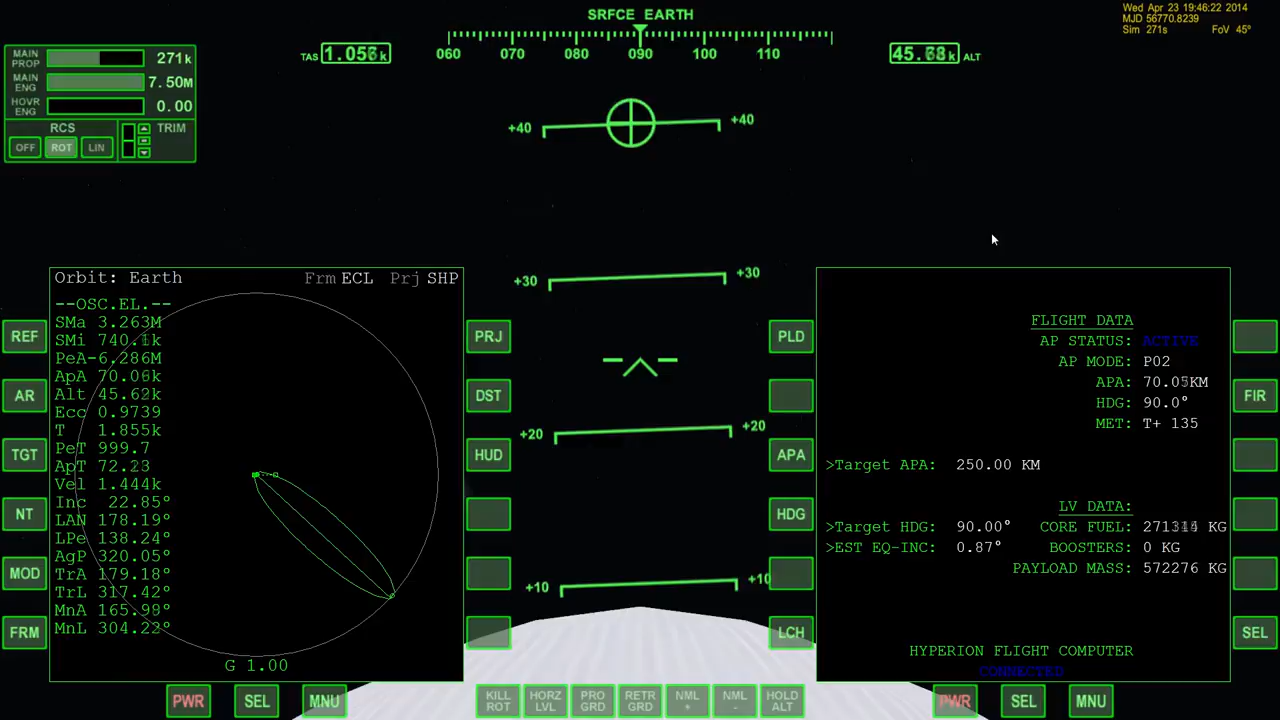 Wed Apr 23 19:46:22 2014
MJD 56770.8239
Sim 271s FoV 45°
SRFCE EARTH
TAS
ALT
060 070 080 090 100 110
MAIN PROP 271k
MAIN ENG 7.50M
HOVR ENG 0.00
RCS TRIM
OFF ROT LIN
+40 +40
+30 +30
+20 +20
+10 +10
Orbit: Earth Frm ECL Prj SHP
--OSC.EL.--
SMa 3.263M
SMi
PeA-6.286M
ApA
Alt 45.62k
Ecc 0.9739
T 1.855k
PeT 999.7
ApT 72.23
Vel 1.444k
Inc 22.85°
LAN 178.19°
LPe 138.24°
AgP 320.05°
TrA 179.18°
TrL 317.42°
MnA
MnL 304.22°
G 1.00
REF
AR
TGT
NT
MOD
FRM
PRJ
DST
HUD
PWR SEL MNU
KILL ROT
HORZ LVL
PRO GRD
RETR GRD
NML +
NML -
HOLD ALT
PLD
APA
HDG
LCH
FIR
SEL
FLIGHT DATA
AP STATUS: ACTIVE
AP MODE: P02
APA:
HDG: 90.0°
MET: T+ 135
>Target APA: 250.00 KM
LV DATA:
>Target HDG: 90.00° CORE FUEL: KG
>EST EQ-INC: 0.87° BOOSTERS: 0 KG
PAYLOAD MASS: 572276 KG
HYPERION FLIGHT COMPUTER
CONNECTED
PWR SEL MNU